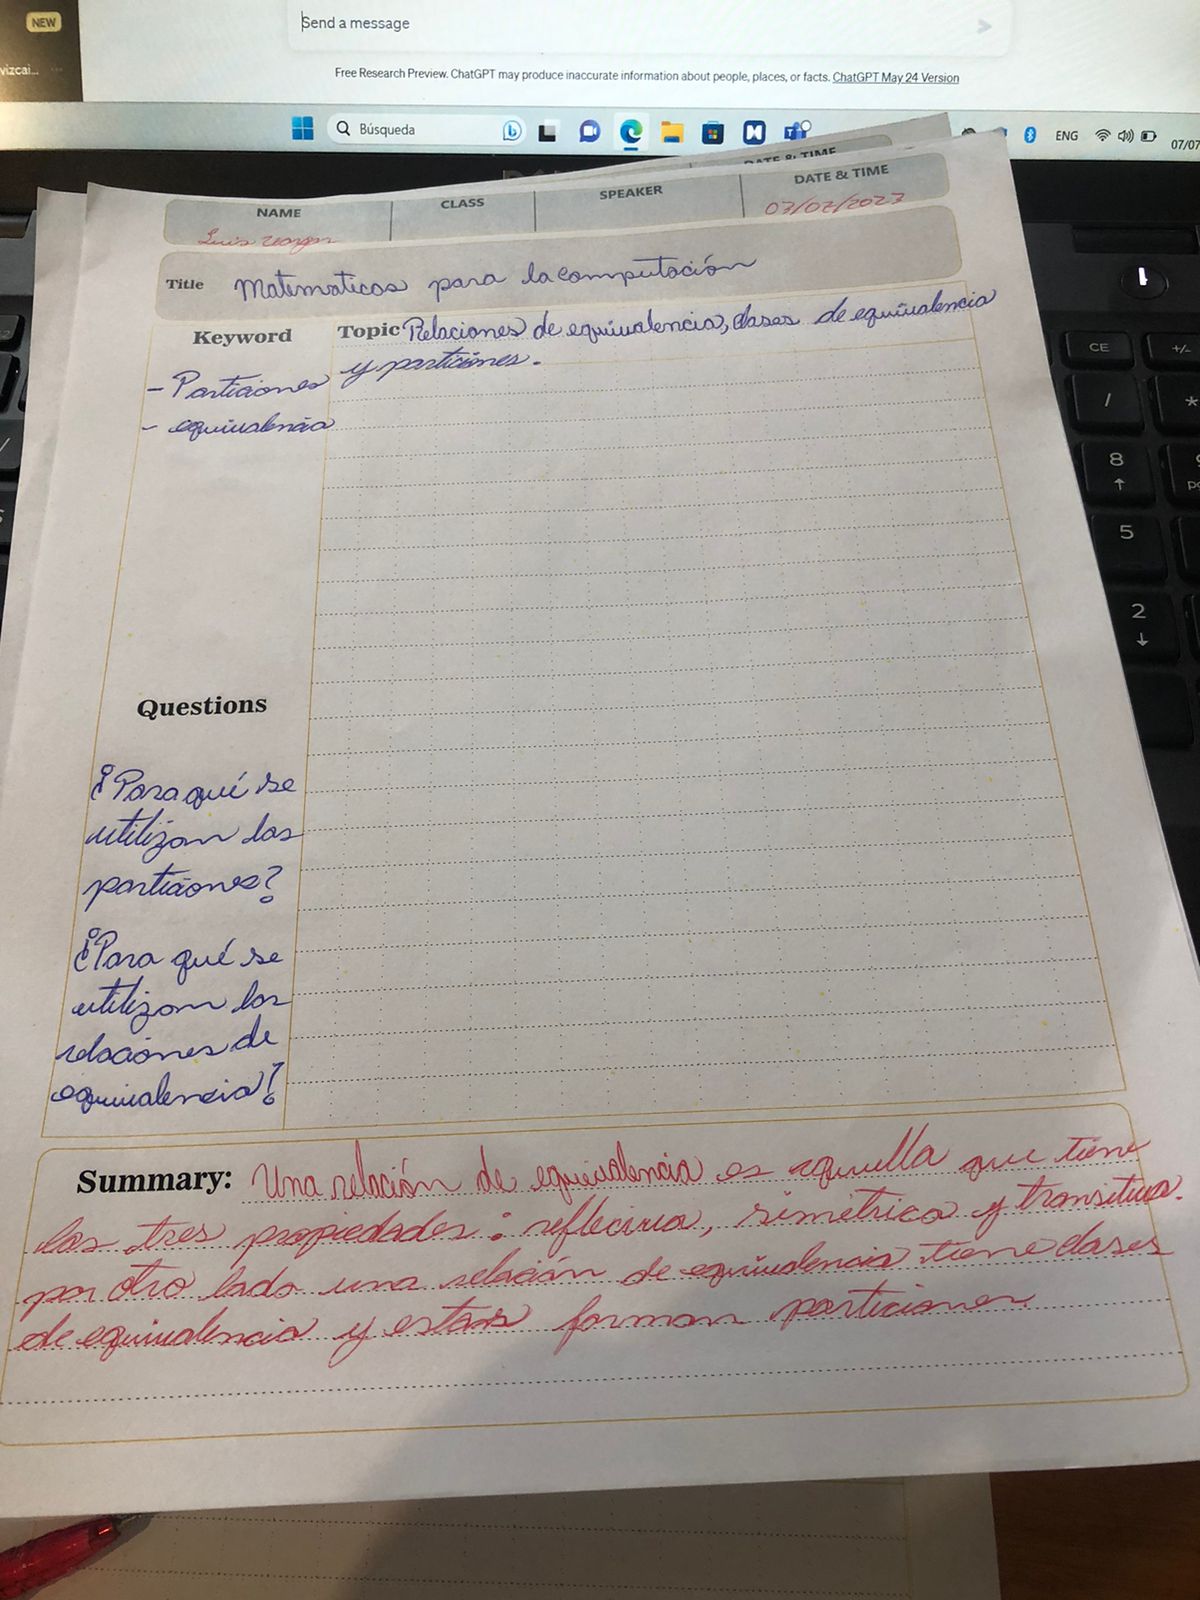 NEW
vizcai...
Send a message
Free Research Preview. ChatGPT may produce inaccurate information about people, places, or facts. ChatGPT May 24 Version
Búsqueda
ENG
07/07
DATE & TIME
NAME
CLASS
SPEAKER
DATE & TIME
Luis
Title Matematicas para la computación
Keyword
Topic Relaciones de equivalencia, clases de equivalencia
y particiones.
- Particiones
- equivalencia
Questions
¿Para qué se
utilizan las
particiones?
¿Para qué se
utilizan las
relaciones de
equivalencia?
Summary: Una relación de equivalencia es aquella que tiene
las tres propiedades: reflexiva, simétrica y transitiva.
por otro lado una relación de equivalencia tiene clases
de equivalencia y estas forman particiones.
CE
+/-
/
*
8
5
2